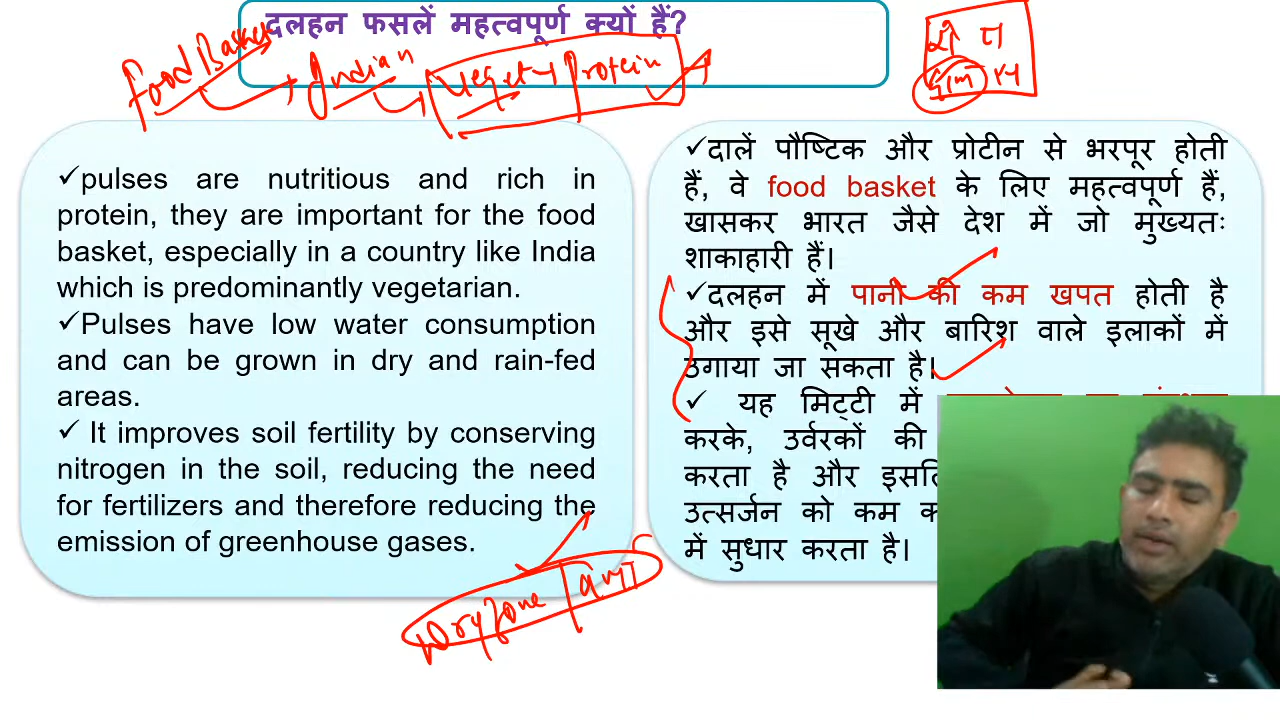 दलहन फसलें महत्वपूर्ण क्यों हैं?
Food Basket
Indian
Protein
✓pulses are nutritious and rich in
protein, they are important for the food
basket, especially in a country like India
which is predominantly vegetarian.
✓Pulses have low water consumption
and can be grown in dry and rain-fed
areas.
✓ It improves soil fertility by conserving
nitrogen in the soil, reducing the need
for fertilizers and therefore reducing the
emission of greenhouse gases.
Dry Zone
✓दालें पौष्टिक और प्रोटीन से भरपूर होती
हैं, वे food basket के लिए महत्वपूर्ण हैं,
खासकर भारत जैसे देश में जो मुख्यतः
शाकाहारी हैं।
✓दलहन में पानी की कम खपत होती है
और इसे सूखे और बारिश वाले इलाकों में
उगाया जा सकता है।
✓ यह मिट्टी में
करके, उर्वरकों की
करता है और
उत्सर्जन को कम
में सुधार करता है।